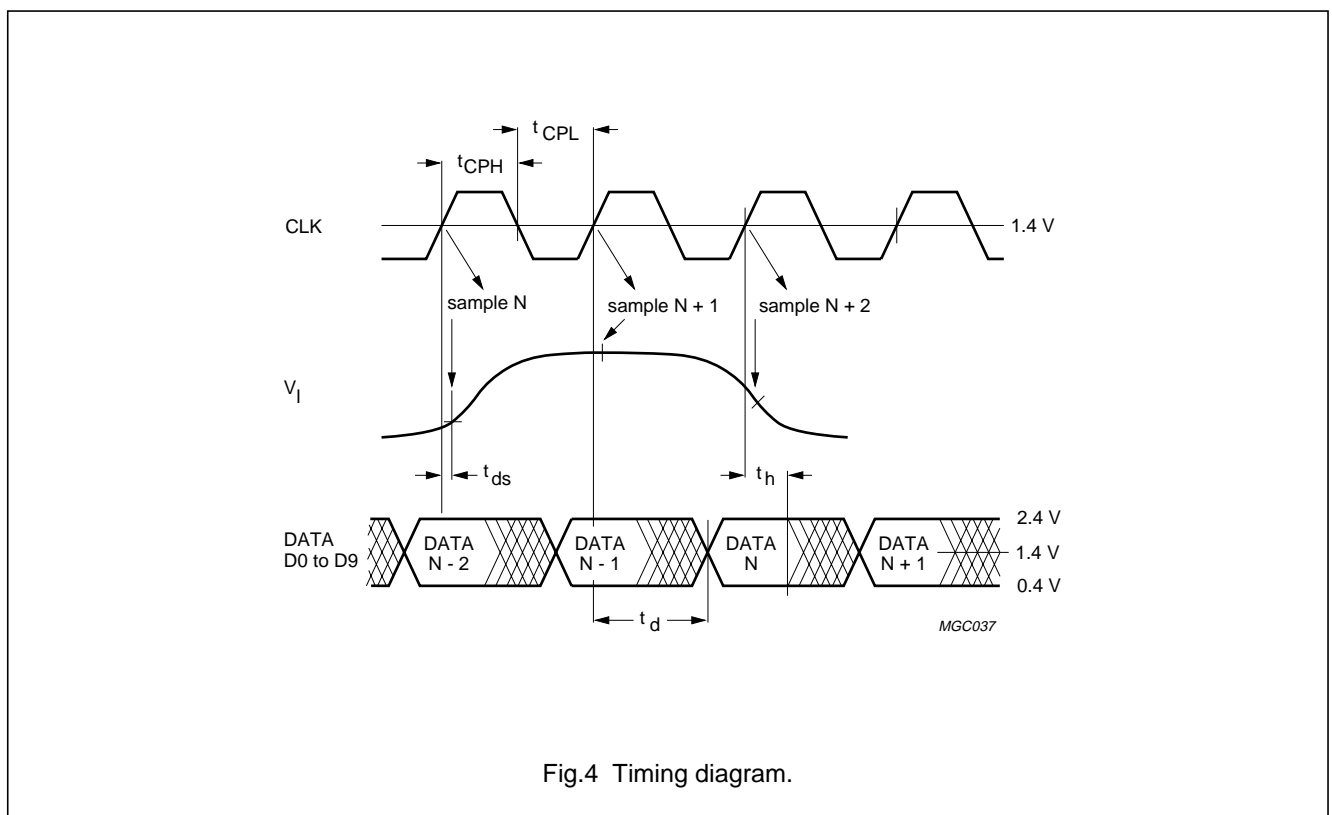 t CPL
t CPH
CLK
1.4 V
sample N
sample N + 1
sample N + 2
V I
t ds
t h
DATA
D0 to D9
DATA
N - 2
DATA
N - 1
DATA
N
DATA
N + 1
2.4 V
1.4 V
0.4 V
t d
MGC037
Fig.4 Timing diagram.